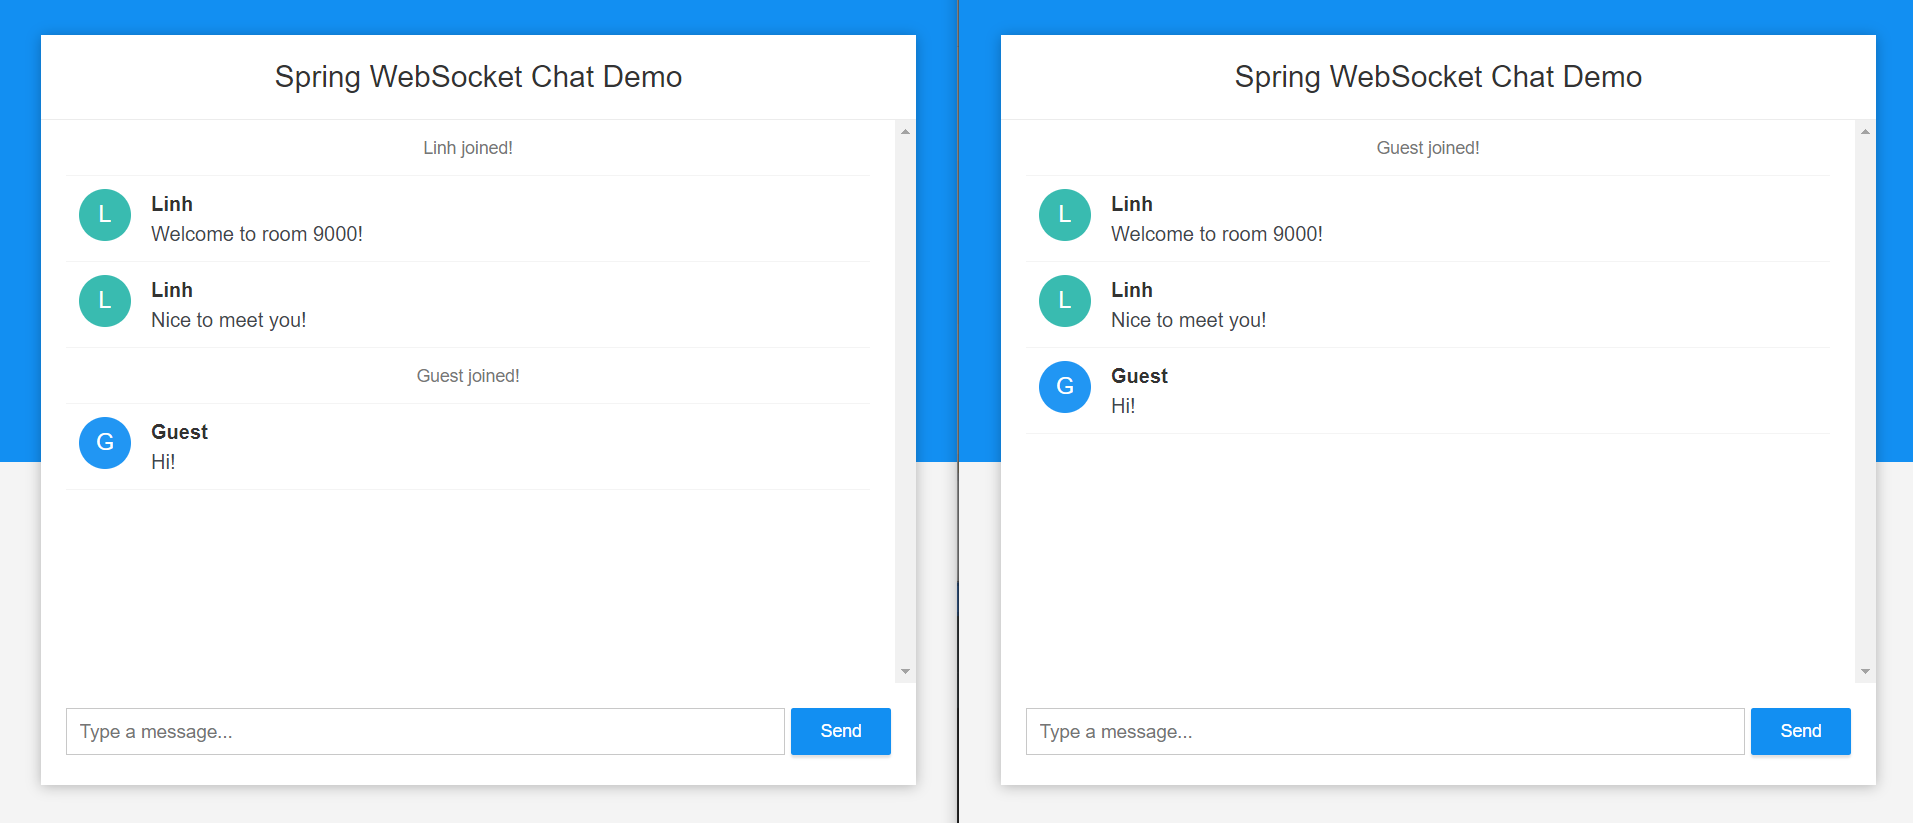 Spring WebSocket Chat Demo
Linh joined!
L
Linh
Welcome to room 9000!
L
Linh
Nice to meet you!
Guest joined!
G
Guest
Hi!
Type a message...
Send
Spring WebSocket Chat Demo
Guest joined!
L
Linh
Welcome to room 9000!
L
Linh
Nice to meet you!
G
Guest
Hi!
Type a message...
Send